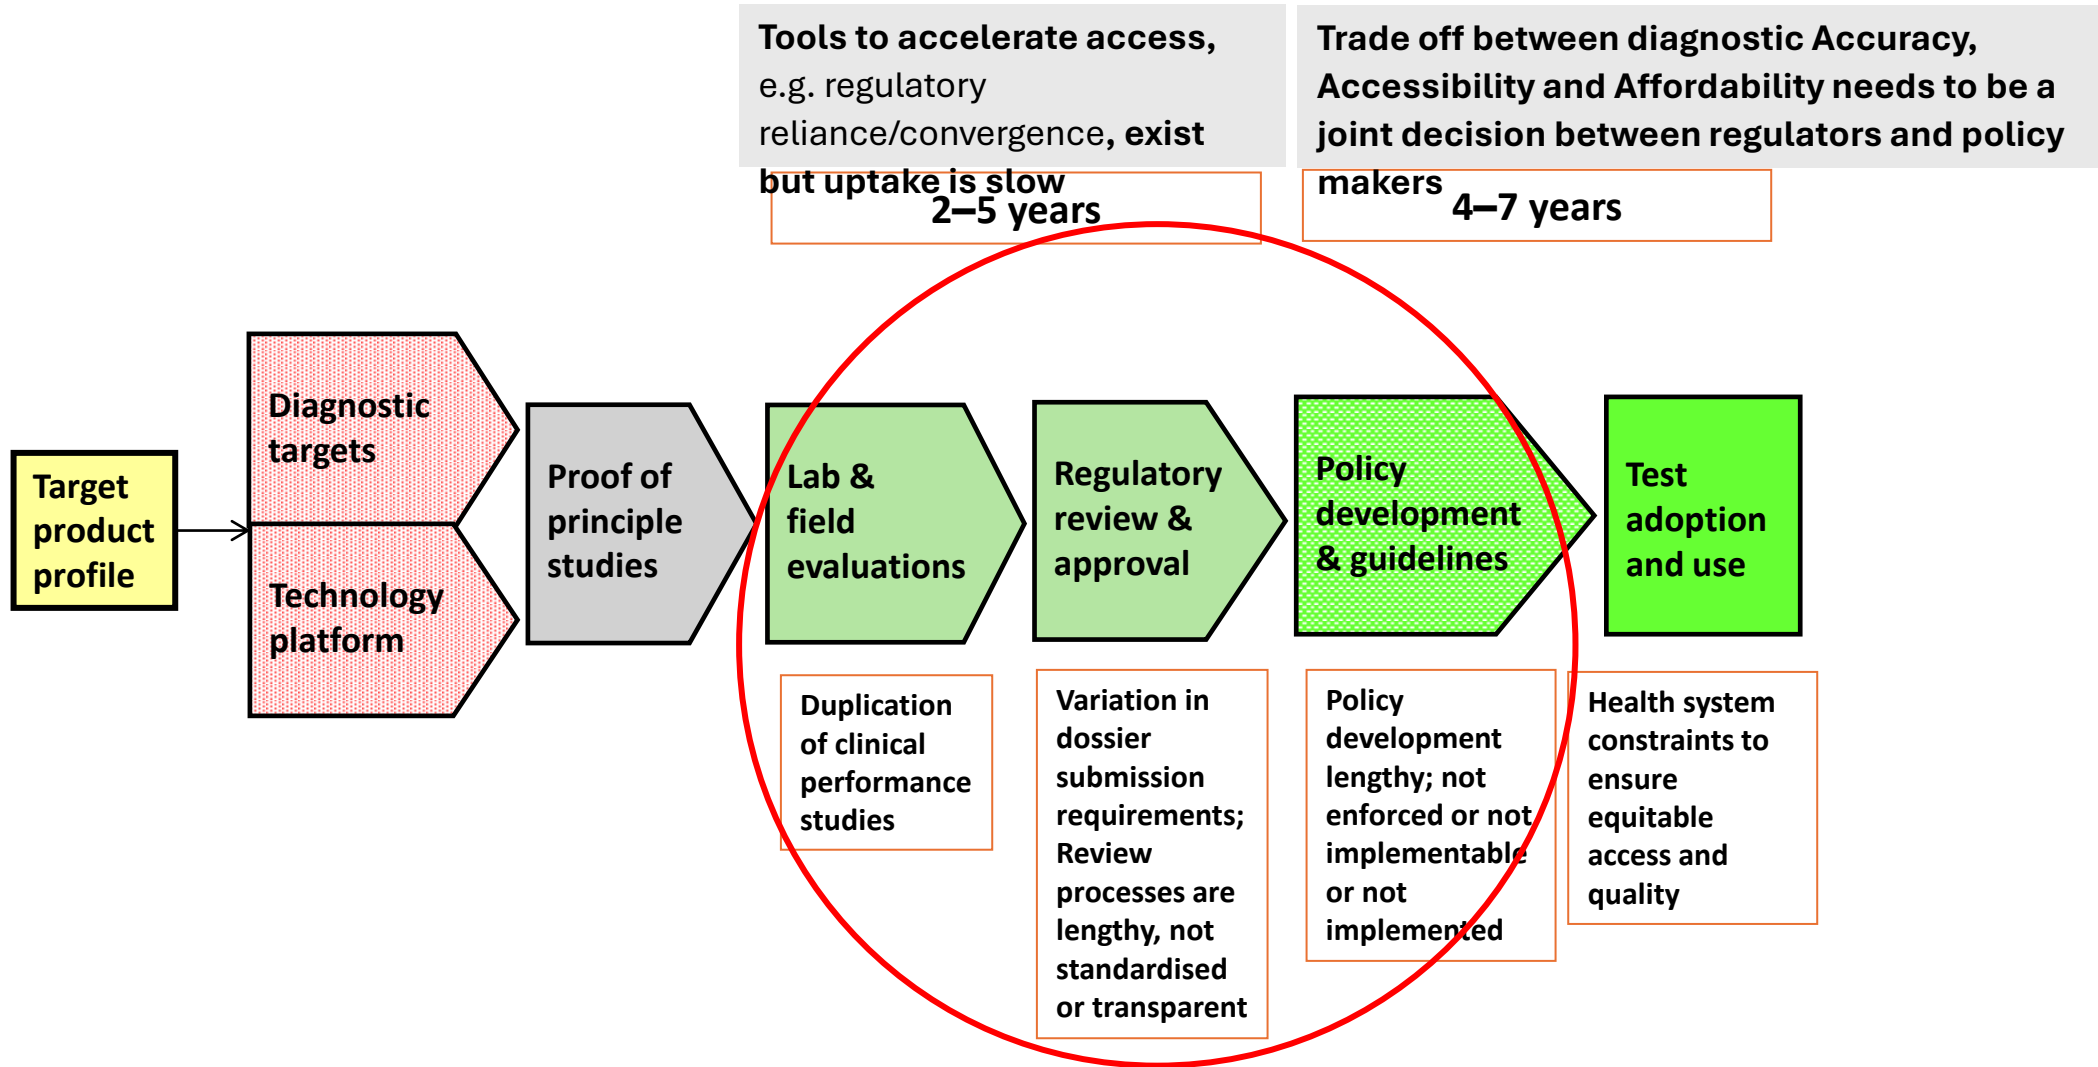 Tools to accelerate access,
e.g. regulatory
reliance/convergence, exist
but uptake is slow
2–5 years
Trade off between diagnostic Accuracy,
Accessibility and Affordability needs to be a
joint decision between regulators and policy
makers
4–7 years
Target
product
profile
Diagnostic
targets
Technology
platform
Proof of
principle
studies
Lab &
field
evaluations
Regulatory
review &
approval
Policy
development
& guidelines
Test
adoption
and use
Duplication
of clinical
performance
studies
Variation in
dossier
submission
requirements;
Review
processes are
lengthy, not
standardised
or transparent
Policy
development
lengthy; not
enforced or not
implementable
or not
implemented
Health system
constraints to
ensure
equitable
access and
quality